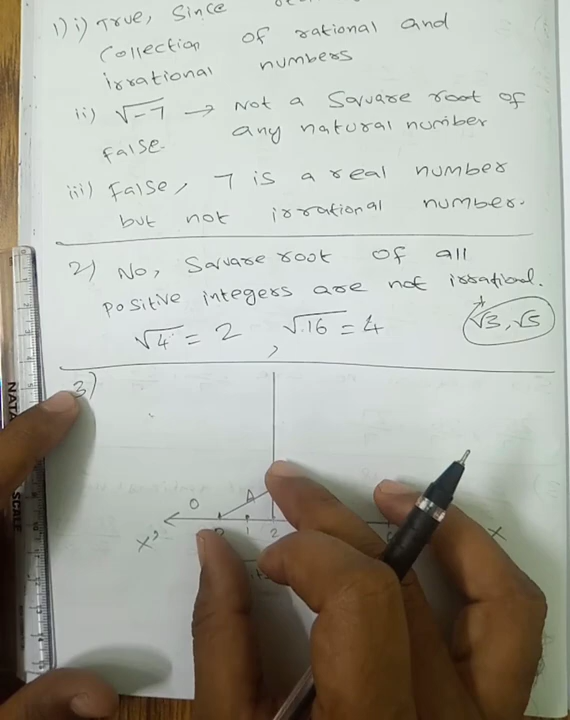 1) i) True, Since
Collection of rational and
irrational numbers
ii) √-7 → Not a Square root of
False. any natural number
iii) False, 7 is a real number
but not irrational number.
2) No, Square root of all
Positive integers are not irrational.
√4 = 2 , √16 = 4 √3, √5
3)
O A
1 2
X' X
NATA
SCALE